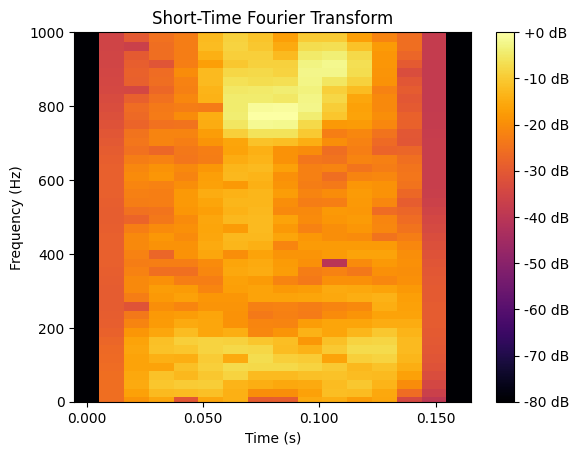 Short-Time Fourier Transform
Frequency (Hz)
1000
800
600
400
200
0
0.000
0.050
0.100
0.150
Time (s)
+0 dB
-10 dB
-20 dB
-30 dB
-40 dB
-50 dB
-60 dB
-70 dB
-80 dB